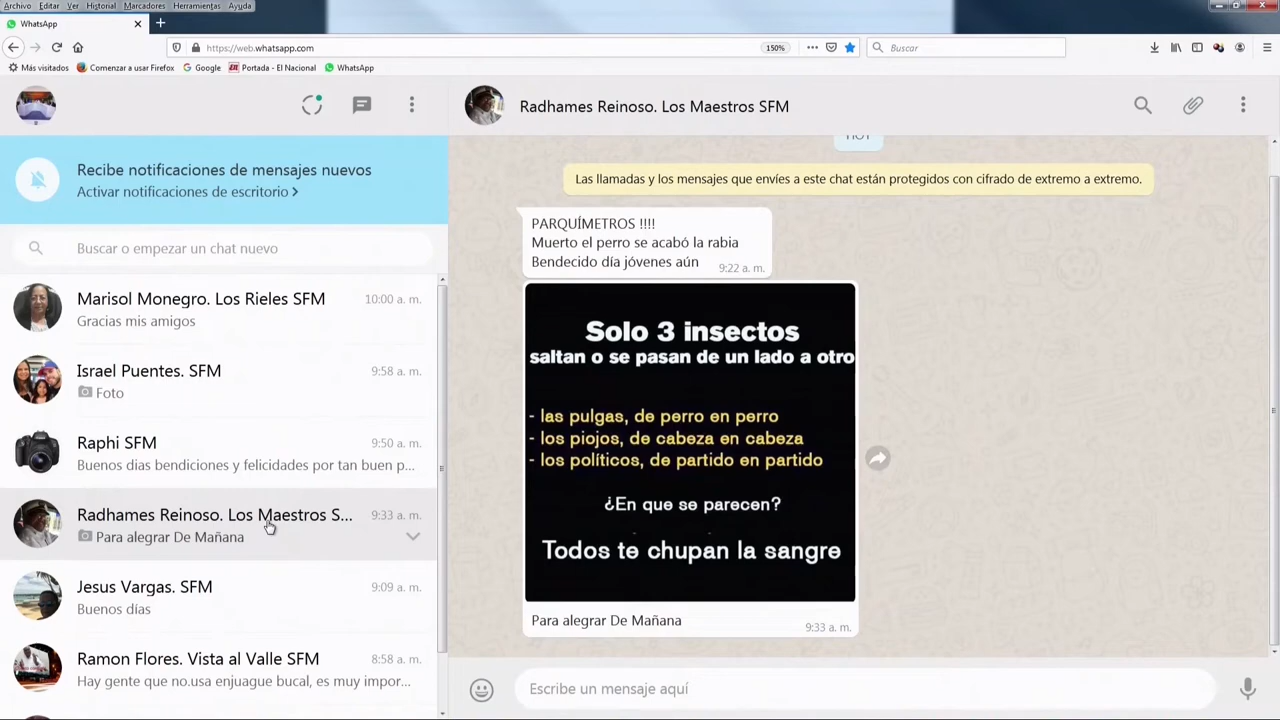 Archivo Editar Ver Historial Marcadores Herramientas Ayuda
WhatsApp
https://web.whatsapp.com
150%
Buscar
Más visitados Comenzar a usar Firefox Google Portada - El Nacional WhatsApp
Recibe notificaciones de mensajes nuevos
Activar notificaciones de escritorio
Buscar o empezar un chat nuevo
Marisol Monegro. Los Rieles SFM 10:00 a. m.
Gracias mis amigos
Israel Puentes. SFM 9:58 a. m.
Foto
Raphi SFM 9:50 a. m.
Buenos dias bendiciones y felicidades por tan buen p...
Radhames Reinoso. Los Maestros S... 9:33 a. m.
Para alegrar De Mañana
Jesus Vargas. SFM 9:09 a. m.
Buenos días
Ramon Flores. Vista al Valle SFM 8:58 a. m.
Hay gente que no.usa enjuague bucal, es muy impor...
Radhames Reinoso. Los Maestros SFM
HOY
Las llamadas y los mensajes que envíes a este chat están protegidos con cifrado de extremo a extremo.
PARQUÍMETROS !!!!
Muerto el perro se acabó la rabia
Bendecido día jóvenes aún 9:22 a. m.
Solo 3 insectos
saltan o se pasan de un lado a otro
- las pulgas, de perro en perro
- los piojos, de cabeza en cabeza
- los políticos, de partido en partido
¿En que se parecen?
Todos te chupan la sangre
Para alegrar De Mañana
9:33 a. m.
Escribe un mensaje aquí